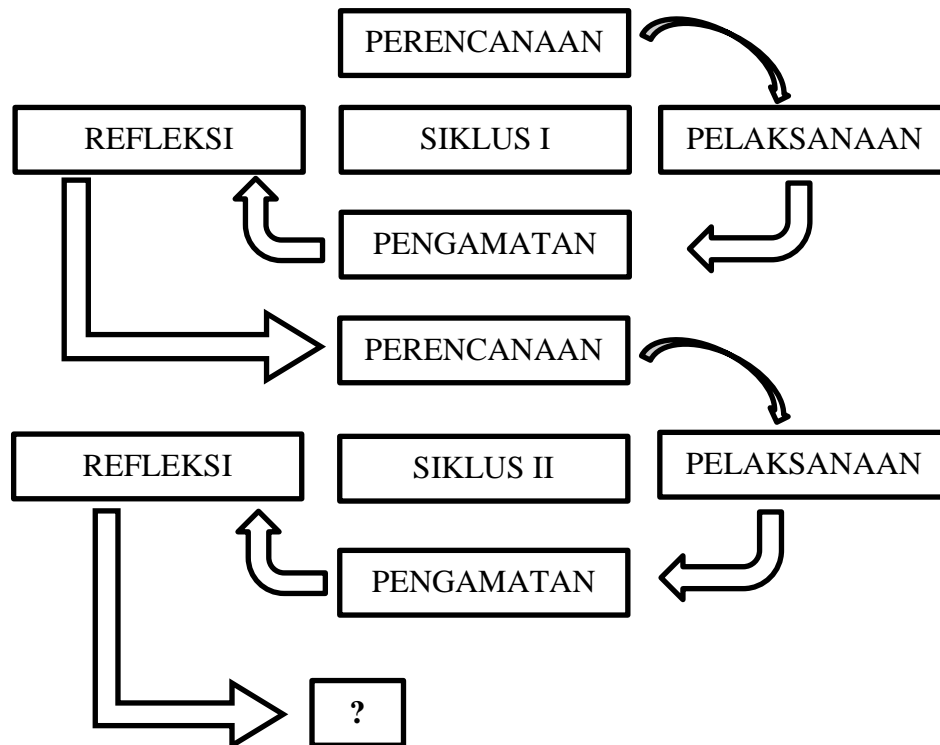 PERENCANAAN
REFLEKSI
SIKLUS I
PELAKSANAAN
PENGAMATAN
PERENCANAAN
REFLEKSI
SIKLUS II
PELAKSANAAN
PENGAMATAN
?